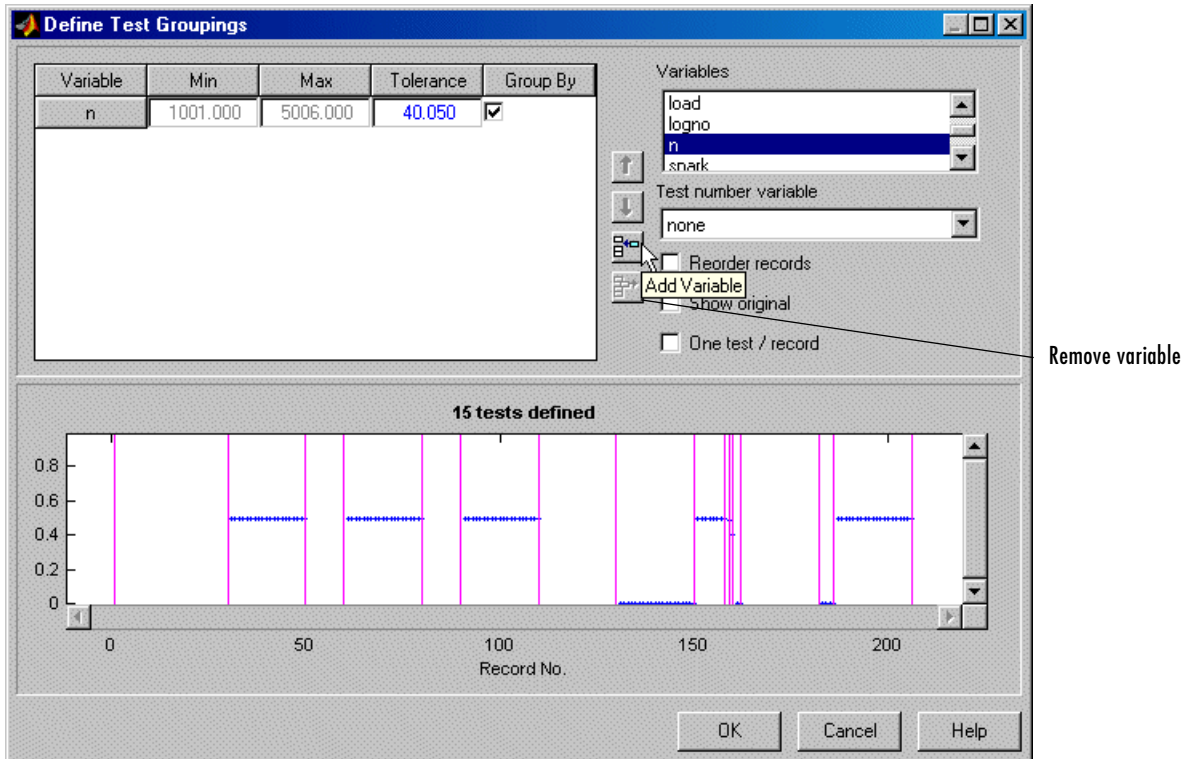 Define Test Groupings
Variable Min Max Tolerance Group By
n 1001.000 5006.000 40.050
Variables
load
logno
n
spark
Test number variable
none
Reorder records
Add Variable
Show original
One test / record
Remove variable
15 tests defined
0.8
0.6
0.4
0.2
0
0 50 100 150 200
Record No.
OK Cancel Help